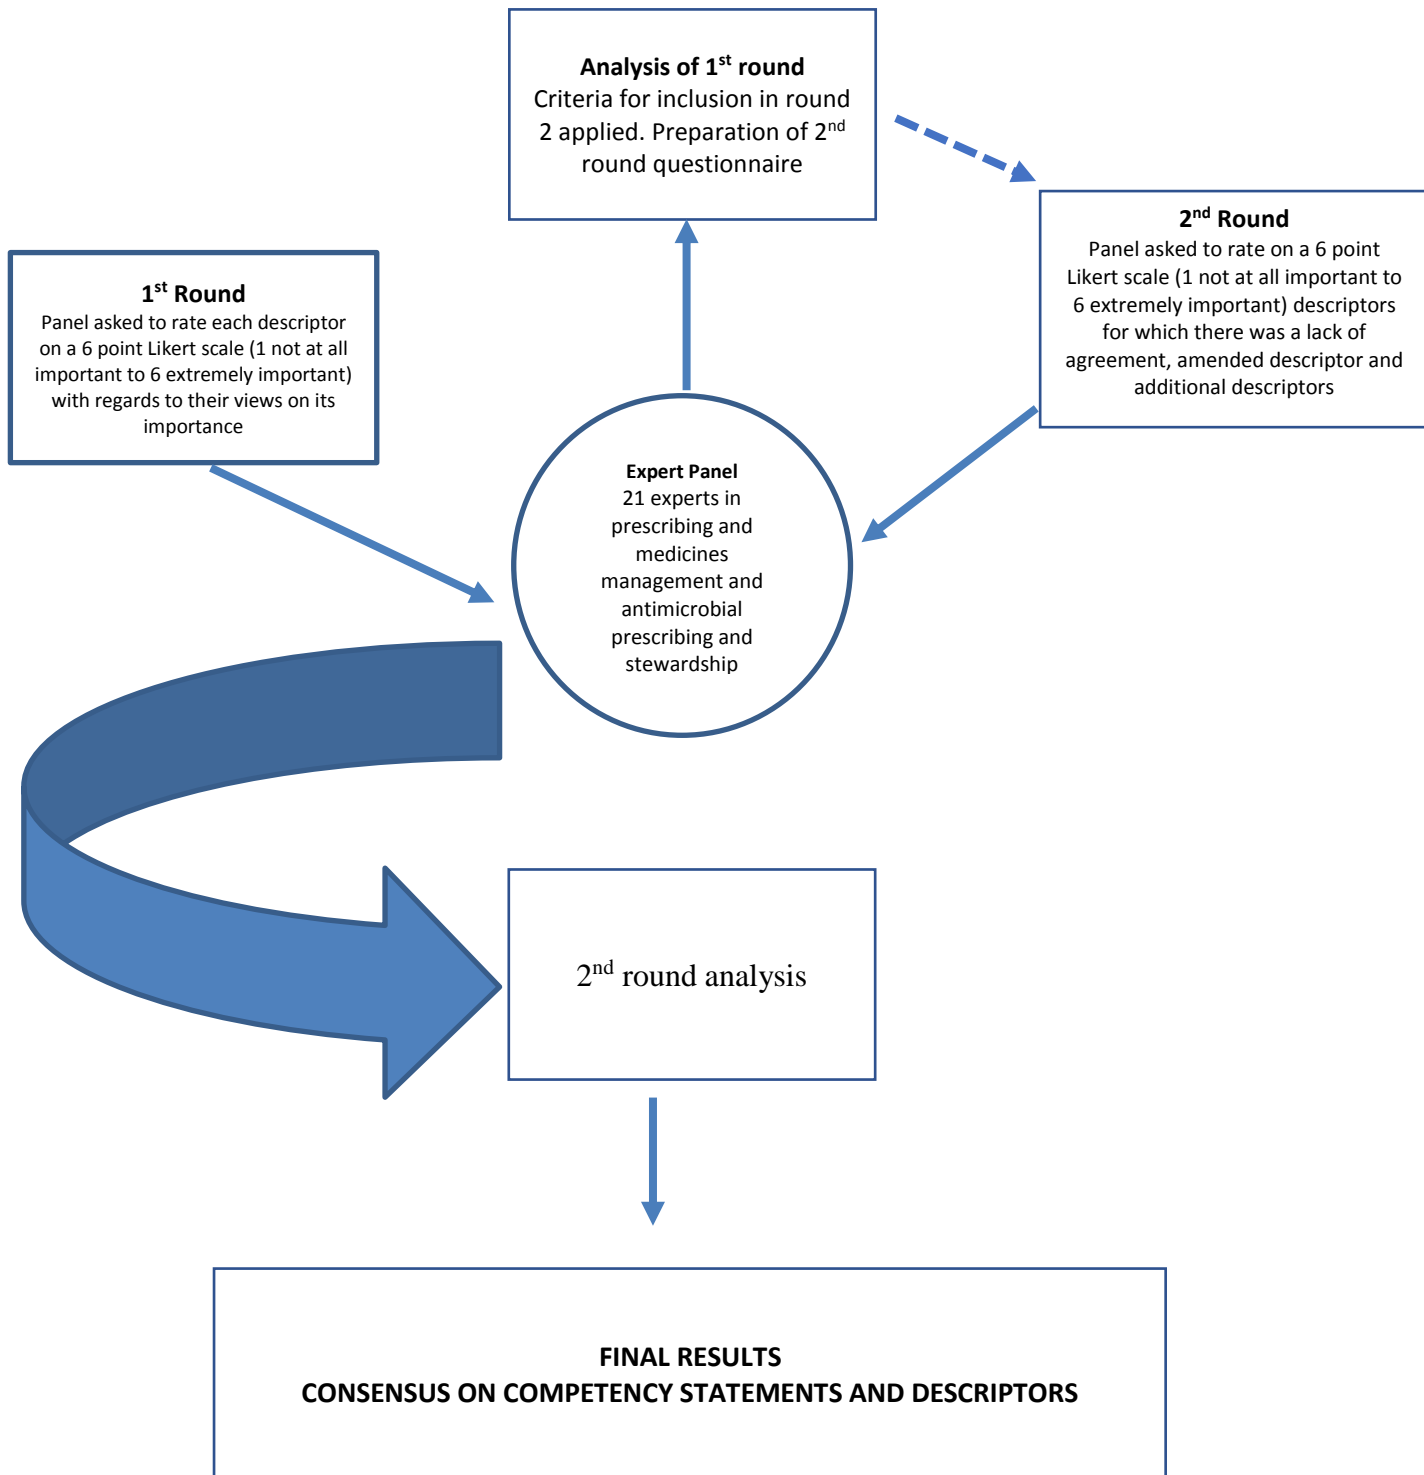 Analysis of 1st round
Criteria for inclusion in round
2 applied. Preparation of 2nd
round questionnaire
2nd Round
Panel asked to rate on a 6 point
Likert scale (1 not at all important to
6 extremely important) descriptors
for which there was a lack of
agreement, amended descriptor and
additional descriptors
1st Round
Panel asked to rate each descriptor
on a 6 point Likert scale (1 not at all
important to 6 extremely important)
with regards to their views on its
importance
Expert Panel
21 experts in
prescribing and
medicines
management and
antimicrobial
prescribing and
stewardship
2nd round analysis
FINAL RESULTS
CONSENSUS ON COMPETENCY STATEMENTS AND DESCRIPTORS